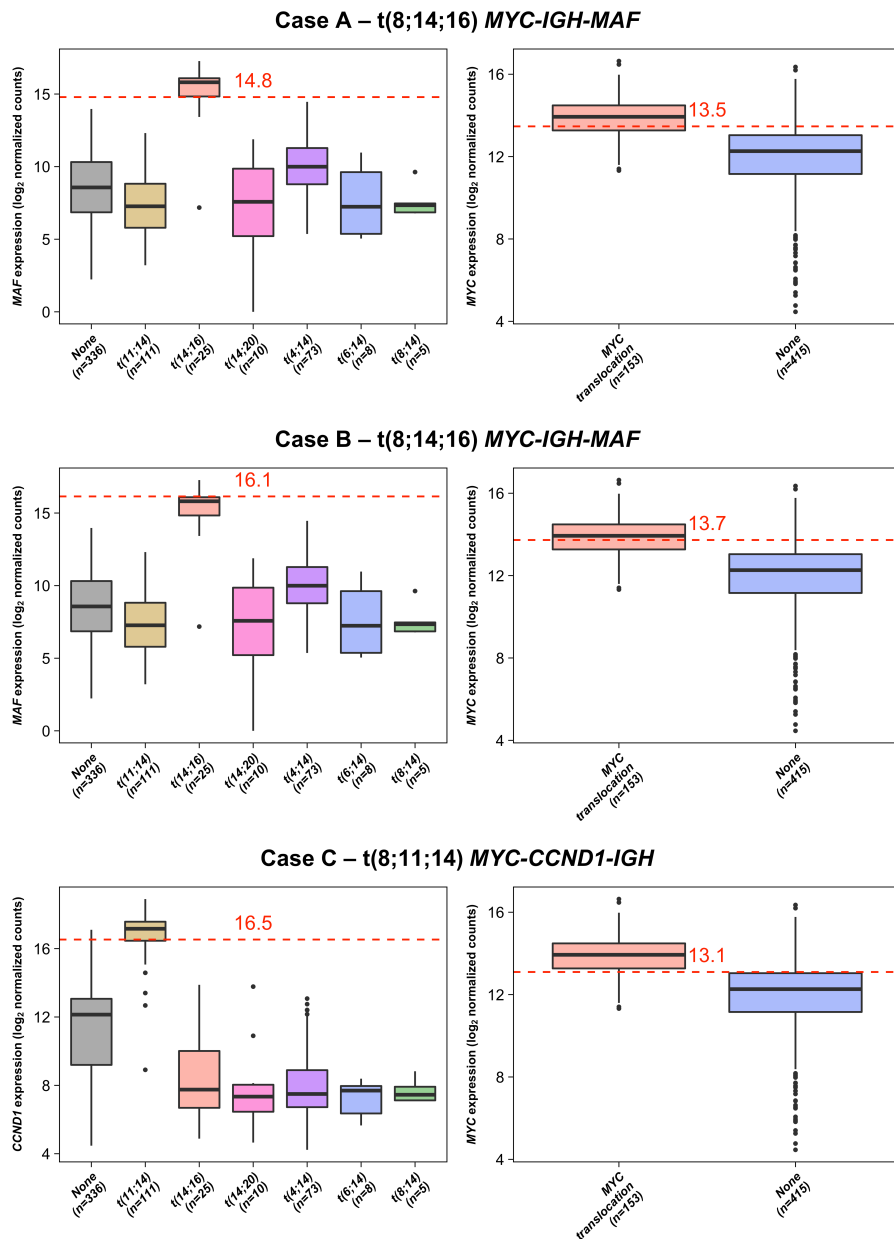 Case A – t(8;14;16) MYC-IGH-MAF
MAF expression (log2 normalized counts)
15
10
5
0
14.8
None
(n=336)
t(11;14)
(n=111)
t(14;16)
(n=25)
t(14;20)
(n=10)
t(4;14)
(n=73)
t(6;14)
(n=8)
t(8;14)
(n=5)
MYC expression (log2 normalized counts)
16
12
8
4
13.5
MYC
translocation
(n=153)
None
(n=415)
Case B – t(8;14;16) MYC-IGH-MAF
MAF expression (log2 normalized counts)
15
10
5
0
16.1
None
(n=336)
t(11;14)
(n=111)
t(14;16)
(n=25)
t(14;20)
(n=10)
t(4;14)
(n=73)
t(6;14)
(n=8)
t(8;14)
(n=5)
MYC expression (log2 normalized counts)
16
12
8
4
13.7
MYC
translocation
(n=153)
None
(n=415)
Case C – t(8;11;14) MYC-CCND1-IGH
CCND1 expression (log2 normalized counts)
16
12
8
4
16.5
None
(n=336)
t(11;14)
(n=111)
t(14;16)
(n=25)
t(14;20)
(n=10)
t(4;14)
(n=73)
t(6;14)
(n=8)
t(8;14)
(n=5)
MYC expression (log2 normalized counts)
16
12
8
4
13.1
MYC
translocation
(n=153)
None
(n=415)